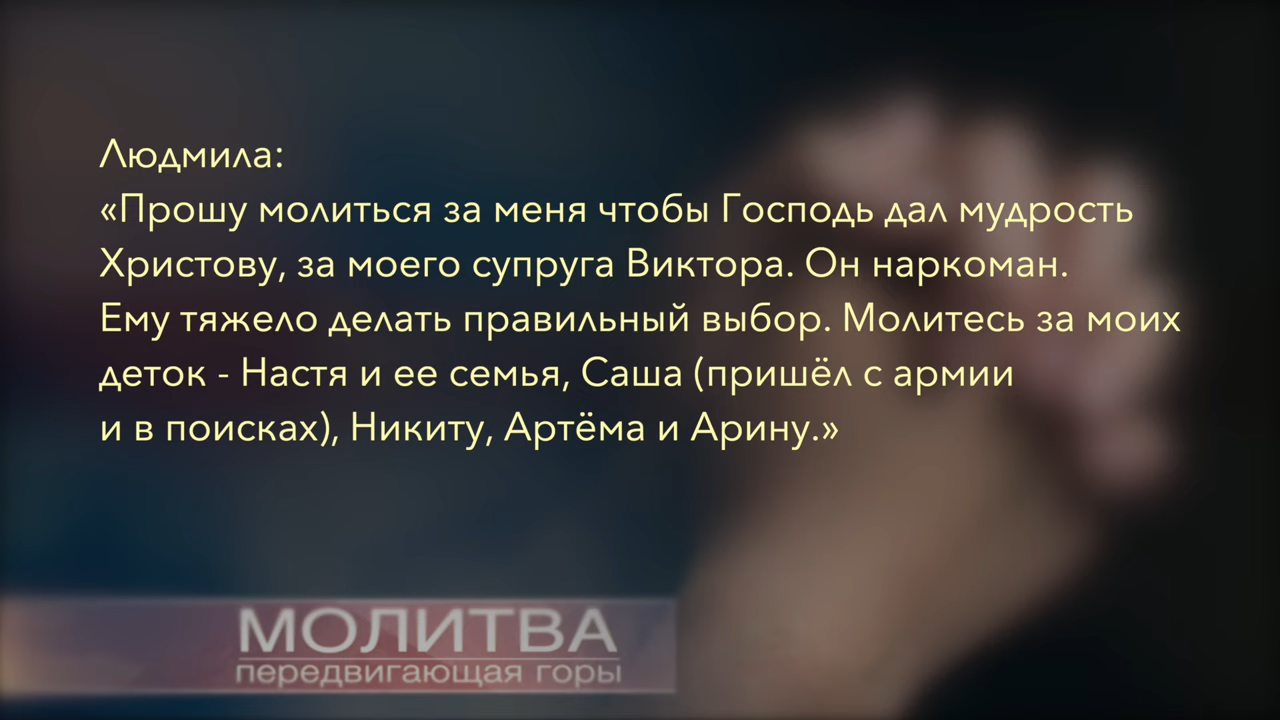 Людмила:
«Прошу молиться за меня чтобы Господь дал мудрость
Христову, за моего супруга Виктора. Он наркоман.
Ему тяжело делать правильный выбор. Молитесь за моих
деток - Настя и ее семья, Саша (пришёл с армии
и в поисках), Никиту, Артёма и Арину.»
МОЛИТВА
передвигающая горы